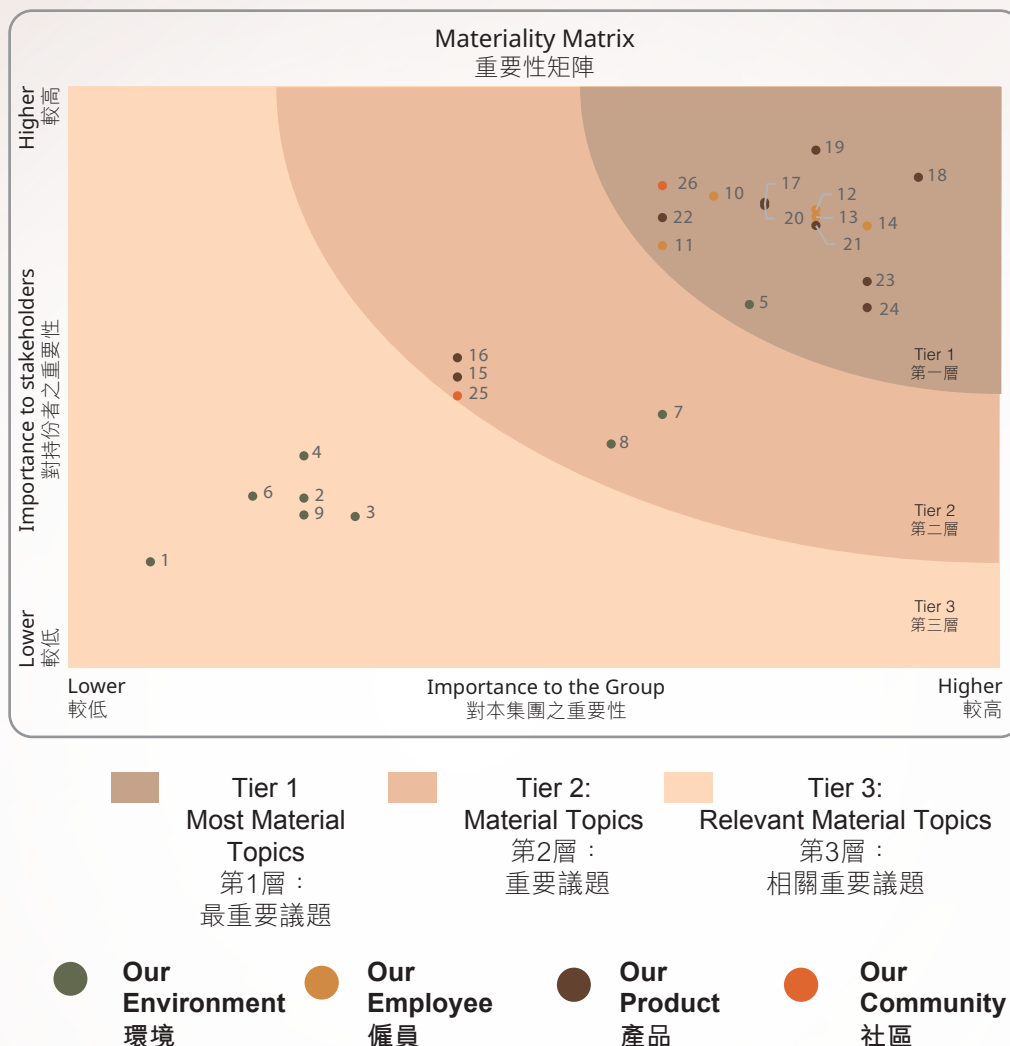 Materiality Matrix
重要性矩陣
Higher
較高
Importance to stakeholders
對持份者之重要性
Lower
較低
19
18
26
10
17
12
22
20
13
14
11
21
23
5
24
Tier 1
第一層
16
15
25
7
8
4
6
2
9
3
Tier 2
第二層
1
Tier 3
第三層
Lower
較低
Importance to the Group
對本集團之重要性
Higher
較高
Tier 1
Most Material
Topics
第1層：
最重要議題
Tier 2:
Material Topics
第2層：
重要議題
Tier 3:
Relevant Material Topics
第3層：
相關重要議題
Our
Environment
環境
Our
Employee
僱員
Our
Product
產品
Our
Community
社區